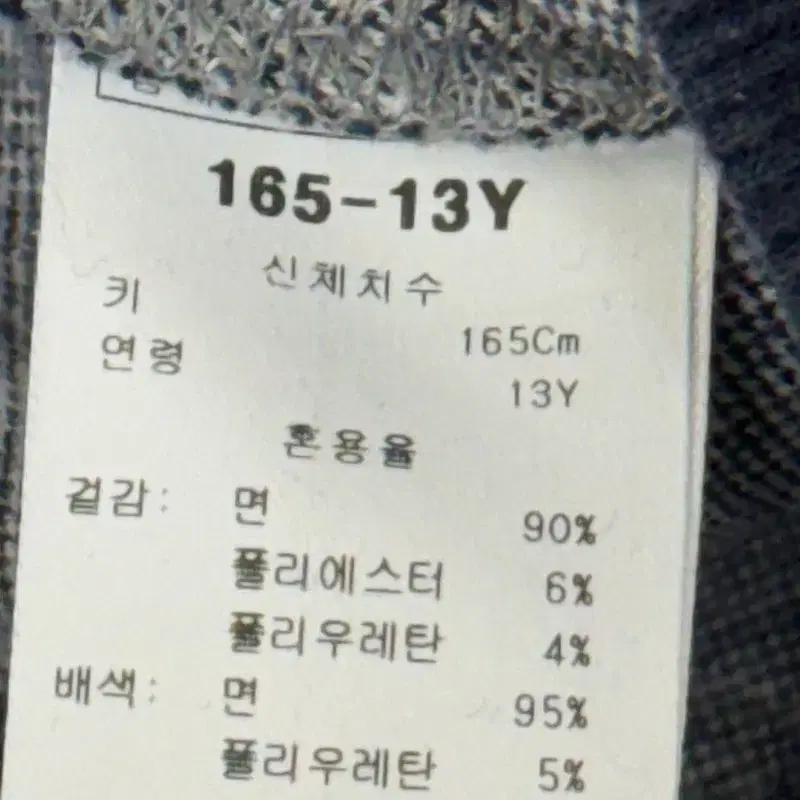 165-13Y
신체치수
키 165Cm
연령 13Y
혼용율
겉감: 면 90%
폴리에스터 6%
폴리우레탄 4%
배색: 면 95%
폴리우레탄 5%